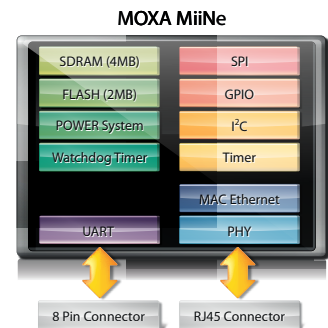 MOXA MiiNe
SDRAM (4MB)
FLASH (2MB)
POWER System
Watchdog Timer
UART
SPI
GPIO
I²C
Timer
MAC Ethernet
PHY
8 Pin Connector
RJ45 Connector